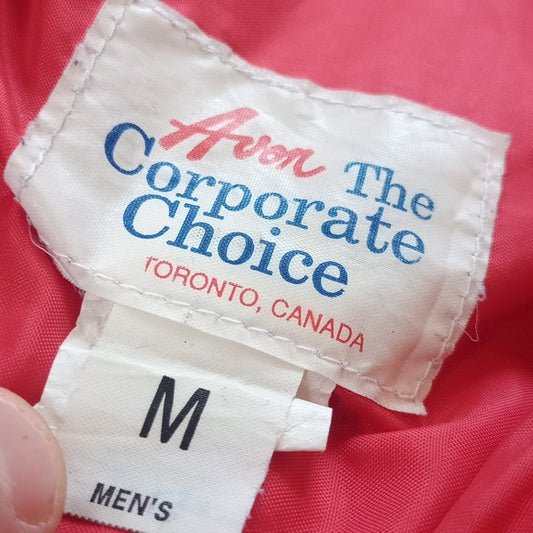 Avon The
Corporate
Choice
TORONTO, CANADA
M
MEN'S